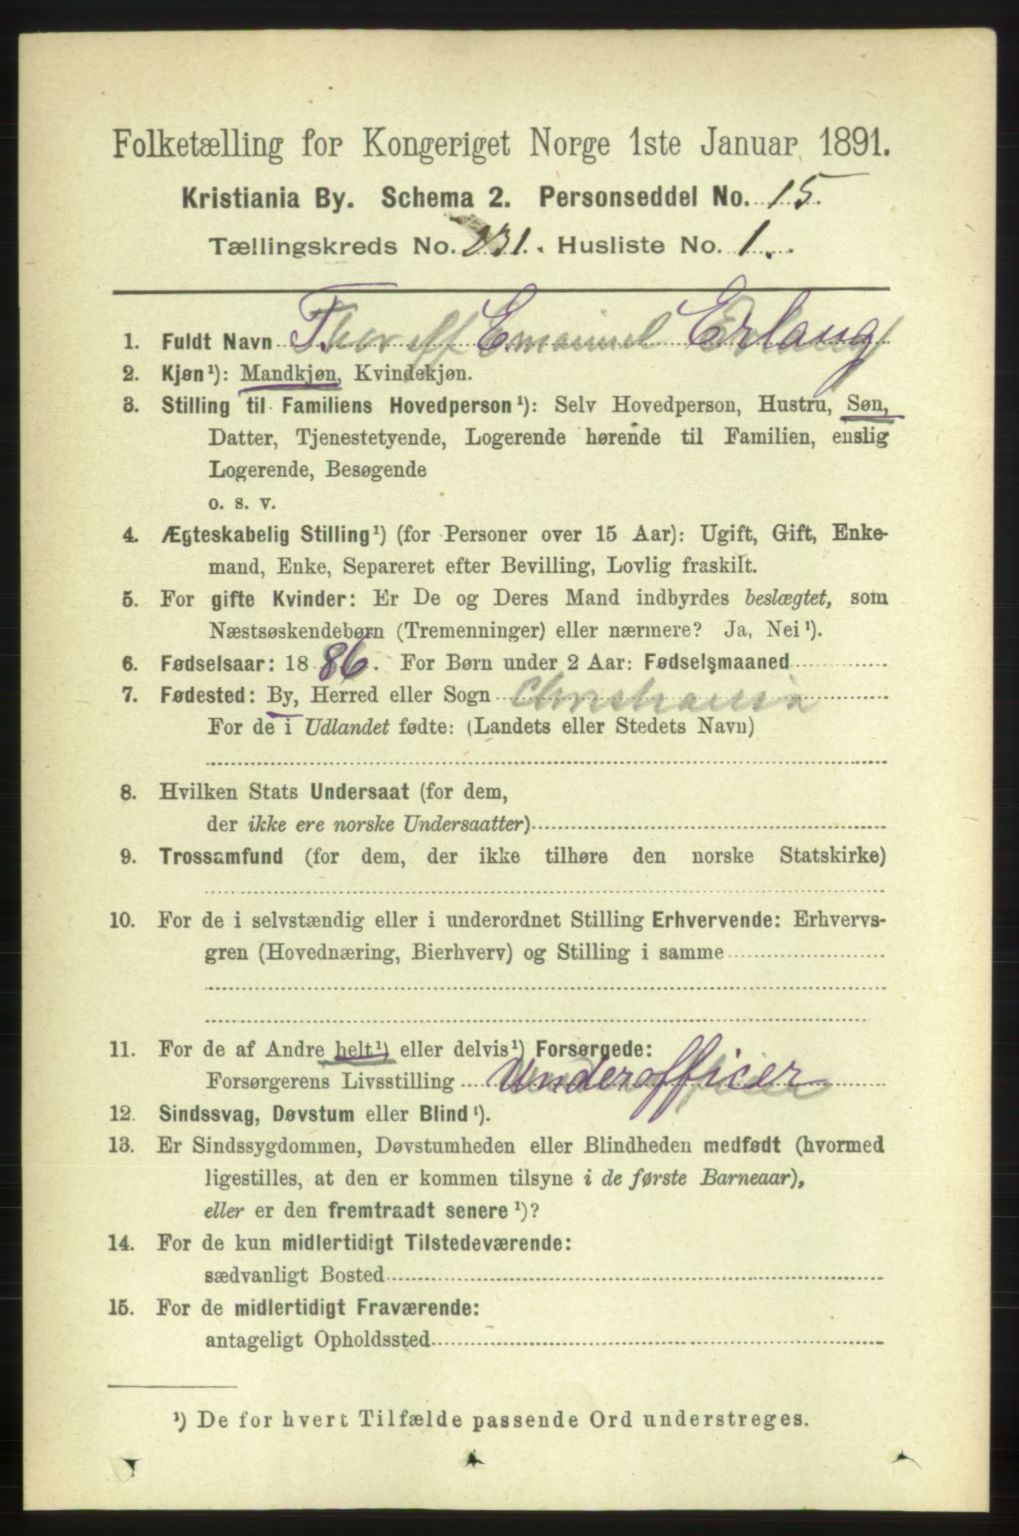 Folketælling for Kongeriget Norge 1ste Januar 1891.
Kristiania By. Schema 2. Personseddel No. 15.
Tællingskreds No. 231. Husliste No. 1.
1. Fuldt Navn Thoralf Emanuel Erlang
2. Kjøn¹): Mandkjøn, Kvindekjøn.
3. Stilling til Familiens Hovedperson¹): Selv Hovedperson, Hustru, Søn,
Datter, Tjenestetyende, Logerende hørende til Familien, enslig
Logerende, Besøgende
o. s. v.
4. Ægteskabelig Stilling¹) (for Personer over 15 Aar): Ugift, Gift, Enke-
mand, Enke, Separeret efter Bevilling, Lovlig fraskilt.
5. For gifte Kvinder: Er De og Deres Mand indbyrdes beslægtet, som
Næstsøskendebørn (Tremenninger) eller nærmere? Ja, Nei¹).
6. Fødselsaar: 1886. For Børn under 2 Aar: Fødselsmaaned
7. Fødested: By, Herred eller Sogn Christiania
For de i Udlandet fødte: (Landets eller Stedets Navn)
8. Hvilken Stats Undersaat (for dem,
der ikke ere norske Undersaatter)
9. Trossamfund (for dem, der ikke tilhøre den norske Statskirke)
10. For de i selvstændig eller i underordnet Stilling Erhvervende: Erhvervs-
gren (Hovednæring, Bierhverv) og Stilling i samme
11. For de af Andre helt¹) eller delvis¹) Forsørgede:
Forsørgerens Livsstilling Underofficer
12. Sindssvag, Døvstum eller Blind¹).
13. Er Sindssygdommen, Døvstumheden eller Blindheden medfødt (hvormed
ligestilles, at den er kommen tilsyne i de første Barneaar),
eller er den fremtraadt senere¹)?
14. For de kun midlertidigt Tilstedeværende:
sædvanligt Bosted
15. For de midlertidigt Fraværende:
antageligt Opholdssted
¹) De for hvert Tilfælde passende Ord understreges.